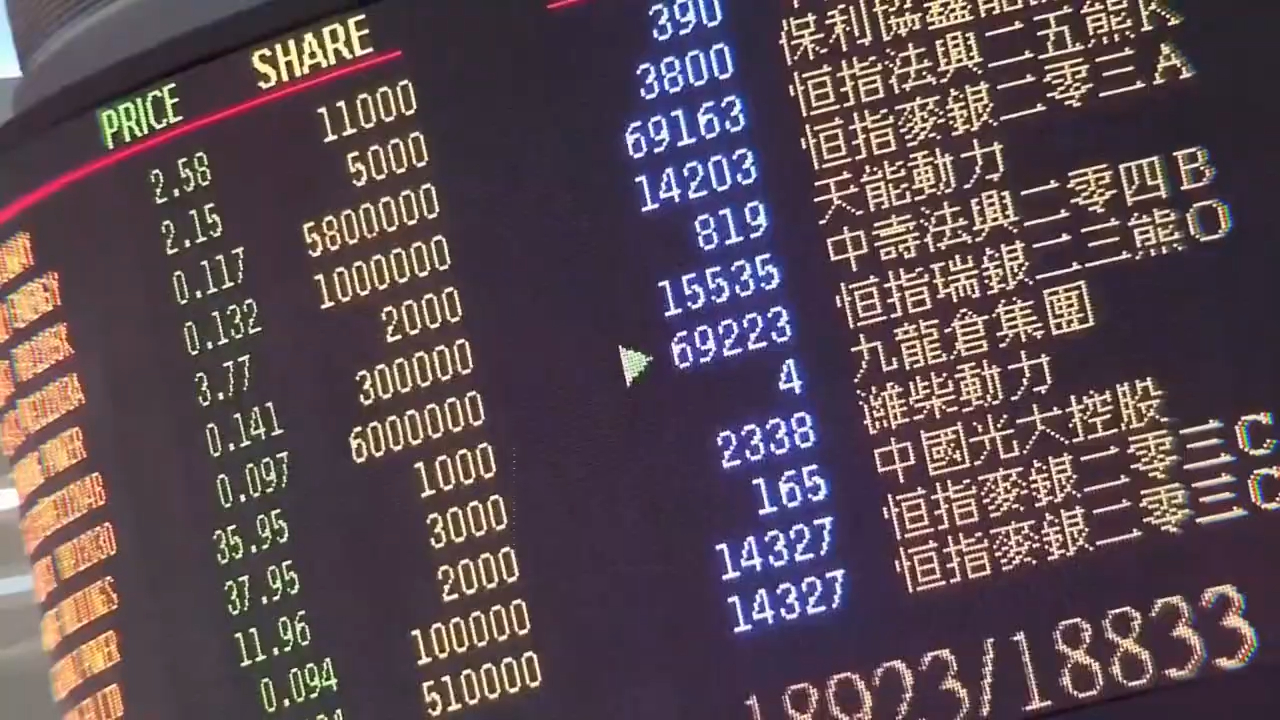 PRICE SHARE
2.58 11000
2.15 5000
0.117 5800000
0.132 1000000
3.77 2000
0.141 300000
0.097 6000000
35.95 1000
37.95 3000
11.96 2000
0.094 100000
510000
390
3800 保利協鑫
69163 恒指法興二五熊K
14203 恒指麥銀二零三A
819 天能動力
15535 中壽法興二零四B
69223 恒指瑞銀二三熊O
4 九龍倉集團
2338 濰柴動力
165 中國光大控股
14327 恒指麥銀二零三C
14327 恒指麥銀二零三C
18923/18833